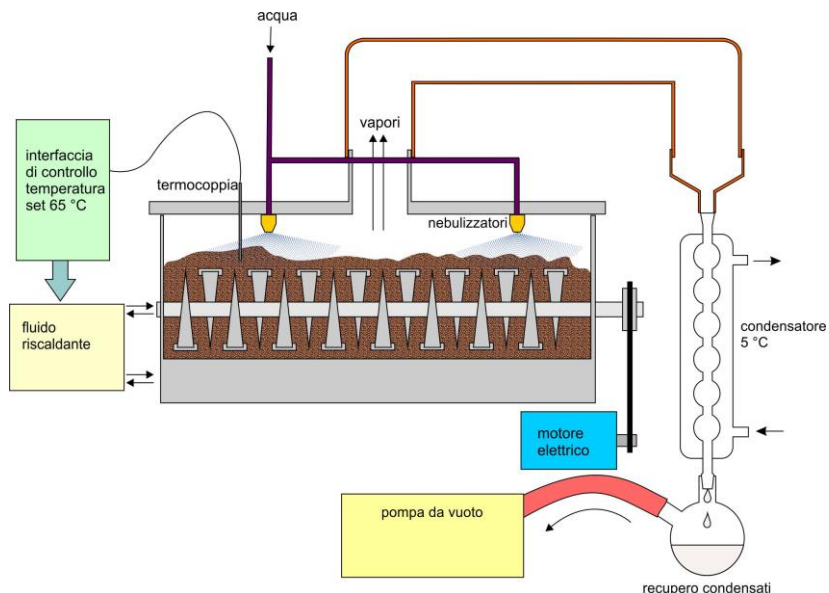 acqua
interfaccia
di controllo
temperatura
set 65 °C
vapori
termocoppia
nebulizzatori
fluido
riscaldante
condensatore
5 °C
motore
elettrico
pompa da vuoto
recupero condensati